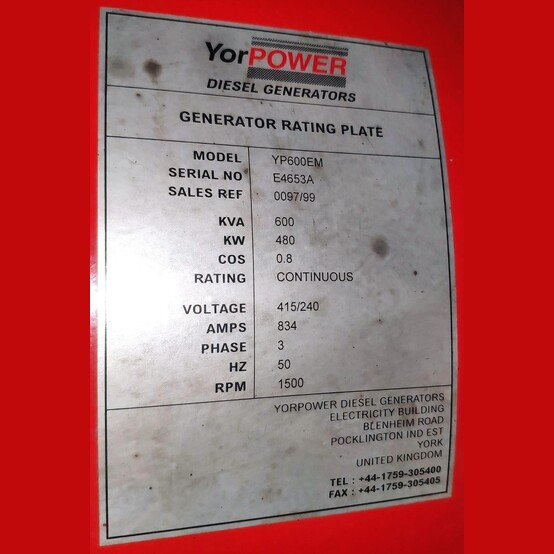 YorPOWER
DIESEL GENERATORS
GENERATOR RATING PLATE
MODEL YP600EM
SERIAL NO E4653A
SALES REF 0097/99
KVA 600
KW 480
COS 0.8
RATING CONTINUOUS
VOLTAGE 415/240
AMPS 834
PHASE 3
HZ 50
RPM 1500
YORPOWER DIESEL GENERATORS
ELECTRICITY BUILDING
BLENHEIM ROAD
POCKLINGTON IND EST
YORK
UNITED KINGDOM
TEL : +44-1759-305400
FAX : +44-1759-305405